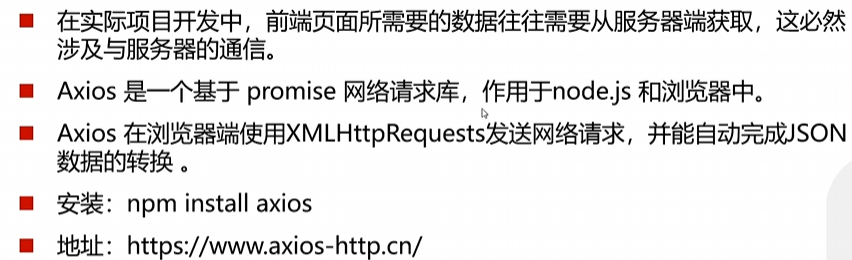 在实际项目开发中，前端页面所需要的数据往往需要从服务器端获取，这必然
涉及与服务器的通信。
Axios 是一个基于 promise 网络请求库，作用于node.js 和浏览器中。
Axios 在浏览器端使用XMLHttpRequests发送网络请求，并能自动完成JSON
数据的转换 。
安装：npm install axios
地址：https://www.axios-http.cn/